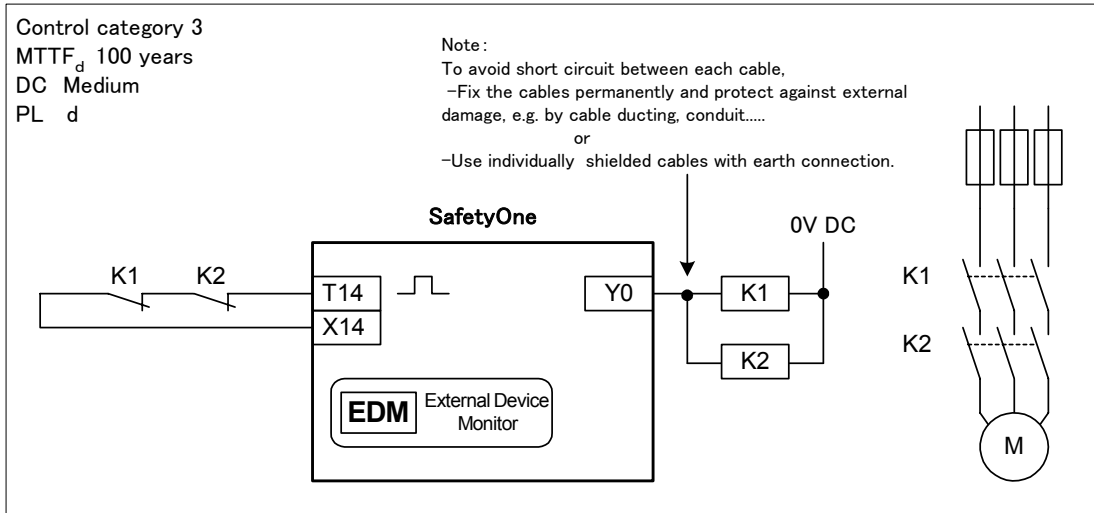 Control category 3
MTTFd 100 years
DC Medium
PL d
Note:
To avoid short circuit between each cable,
-Fix the cables permanently and protect against external
damage, e.g. by cable ducting, conduit.....
or
-Use individually shielded cables with earth connection.
SafetyOne
0V DC
K1 K2
T14
X14
Y0
K1
K2
EDM
External Device
Monitor
K1
K2
M